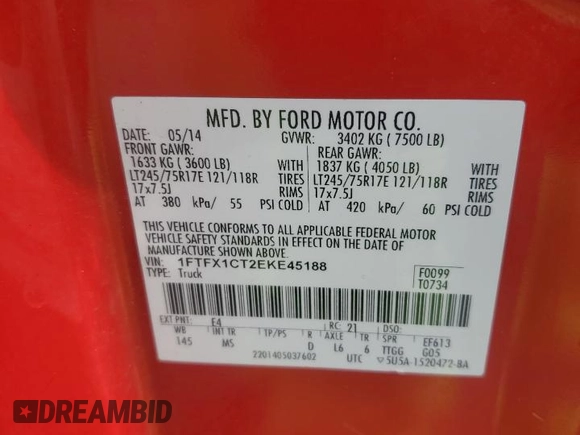 MFD. BY FORD MOTOR CO.
DATE: 05/14 GVWR: 3402 KG ( 7500 LB)
FRONT GAWR: REAR GAWR:
1633 KG ( 3600 LB) WITH 1837 KG ( 4050 LB) WITH
LT245/75R17E 121/118R TIRES LT245/75R17E 121/118R TIRES
17x7.5J RIMS 17x7.5J RIMS
AT 380 kPa/ 55 PSI COLD AT 420 kPa/ 60 PSI COLD
THIS VEHICLE CONFORMS TO ALL APPLICABLE FEDERAL MOTOR
VEHICLE SAFETY STANDARDS IN EFFECT ON THE DATE OF
MANUFACTURE SHOWN ABOVE.
VIN: 1FTFX1CT2EKE45188 F0099
TYPE: Truck T0734
EXT PNT: E4 RC: 21 DSO:
WB INT TR TP/PS R AXLE TR SPR EF613
145 MS D L6 6 TTGG G05
2201405037602 UTC ▽5U5A-1520472-BA
DREAMBID